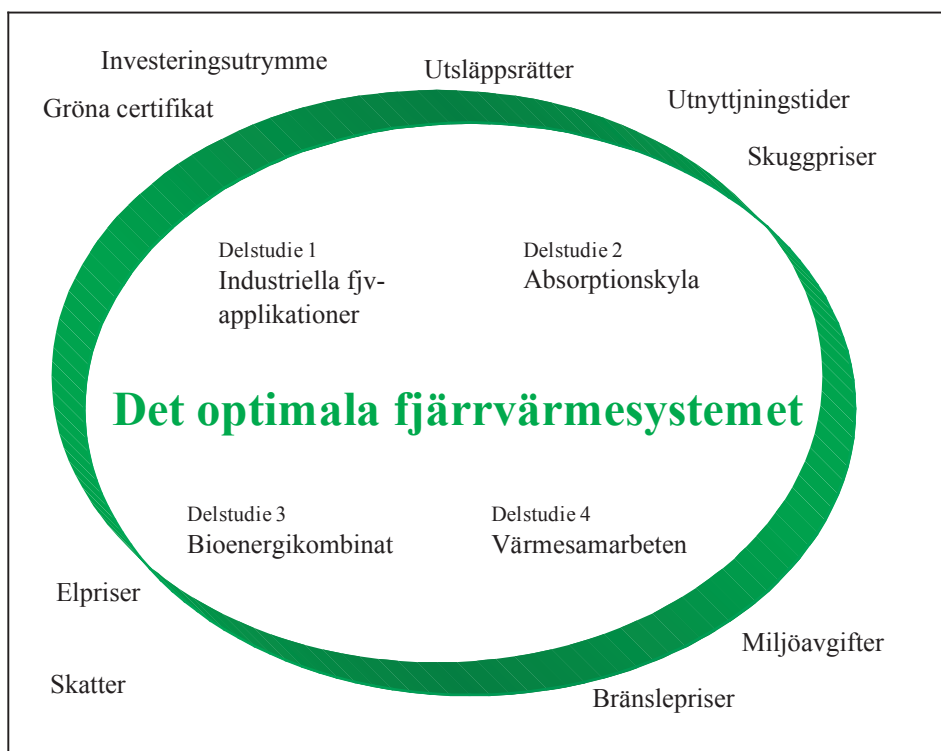 Investeringsutrymme
Utsläppsrätter
Gröna certifikat
Utnyttjningstider
Skuggpriser
Delstudie 1
Industriella fjv-
applikationer
Delstudie 2
Absorptionskyla
Det optimala fjärrvärmesystemet
Delstudie 3
Bioenergikombinat
Delstudie 4
Värmesamarbeten
Elpriser
Miljöavgifter
Skatter
Bränslepriser